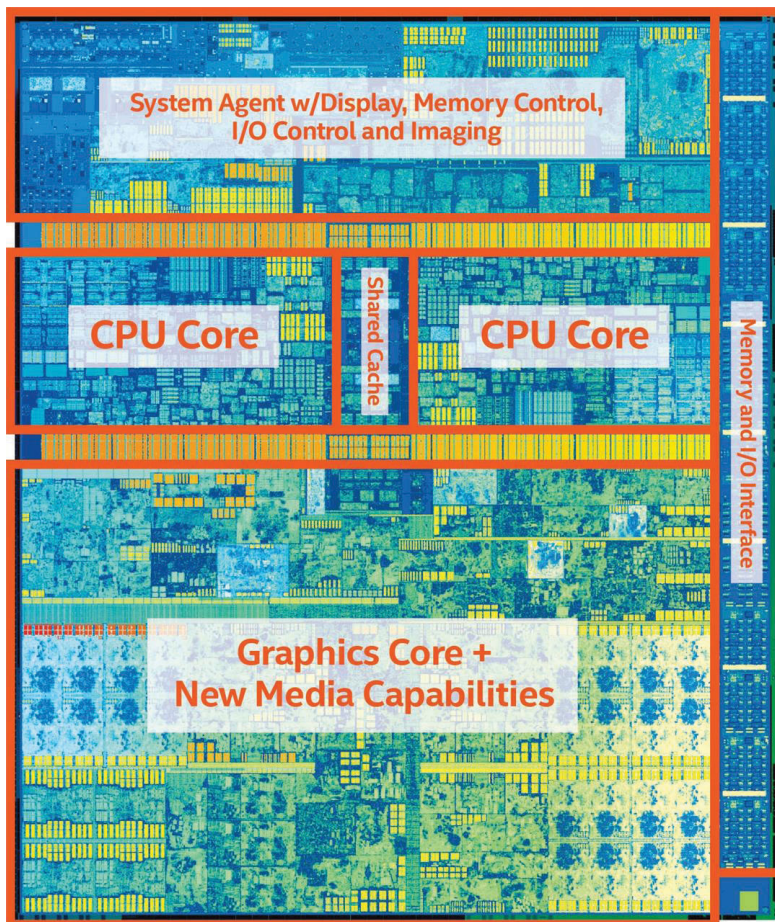 System Agent w/Display, Memory Control,
I/O Control and Imaging
CPU Core
Shared Cache
CPU Core
Memory and I/O Interface
Graphics Core +
New Media Capabilities